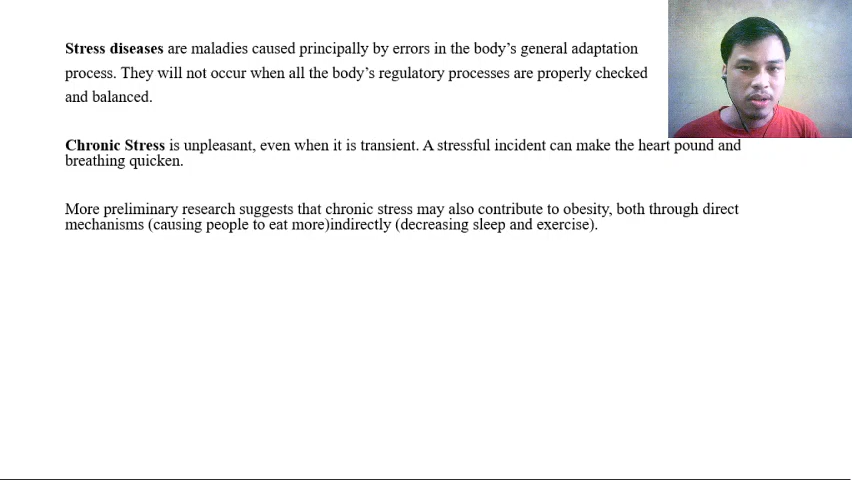 Stress diseases are maladies caused principally by errors in the body’s general adaptation
process. They will not occur when all the body’s regulatory processes are properly checked
and balanced.
Chronic Stress is unpleasant, even when it is transient. A stressful incident can make the heart pound and
breathing quicken.
More preliminary research suggests that chronic stress may also contribute to obesity, both through direct
mechanisms (causing people to eat more)indirectly (decreasing sleep and exercise).